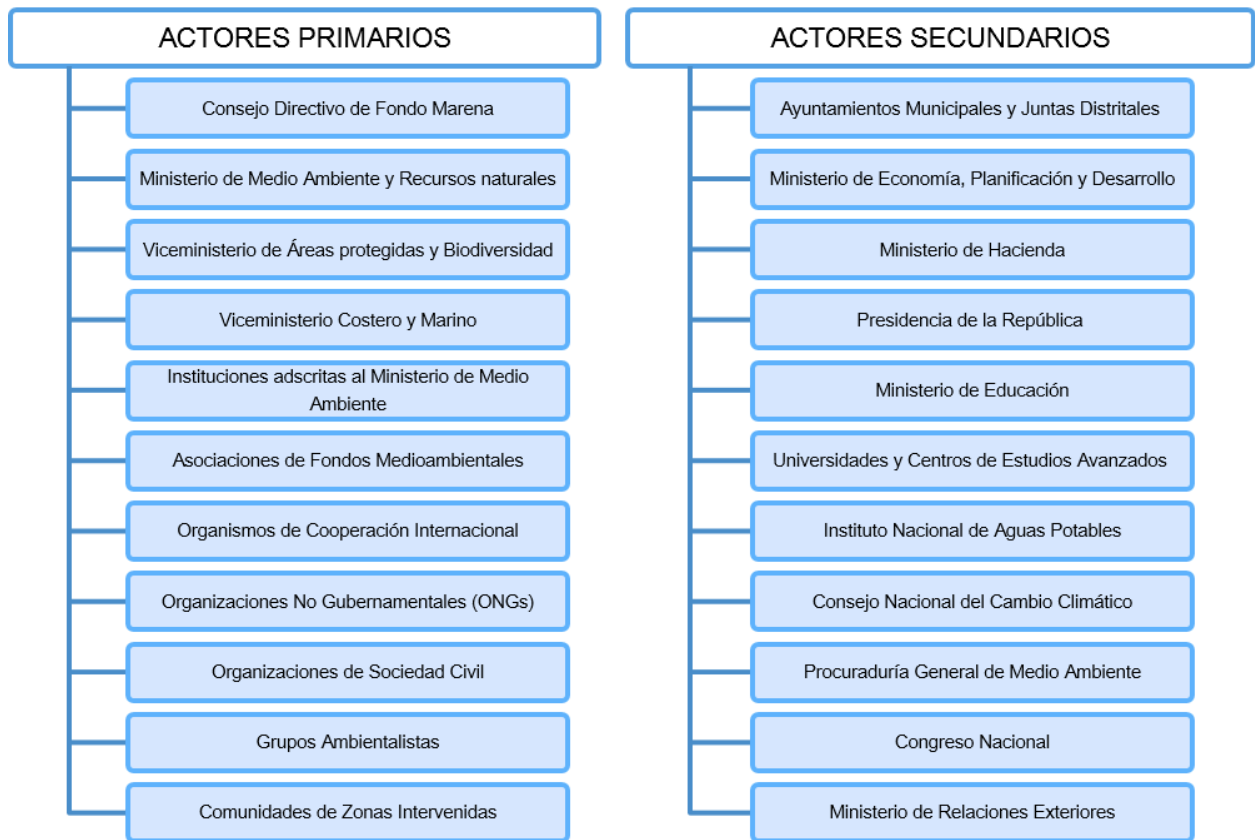 ACTORES PRIMARIOS
Consejo Directivo de Fondo Marena
Ministerio de Medio Ambiente y Recursos naturales
Viceministerio de Áreas protegidas y Biodiversidad
Viceministerio Costero y Marino
Instituciones adscritas al Ministerio de Medio
Ambiente
Asociaciones de Fondos Medioambientales
Organismos de Cooperación Internacional
Organizaciones No Gubernamentales (ONGs)
Organizaciones de Sociedad Civil
Grupos Ambientalistas
Comunidades de Zonas Intervenidas
ACTORES SECUNDARIOS
Ayuntamientos Municipales y Juntas Distritales
Ministerio de Economía, Planificación y Desarrollo
Ministerio de Hacienda
Presidencia de la República
Ministerio de Educación
Universidades y Centros de Estudios Avanzados
Instituto Nacional de Aguas Potables
Consejo Nacional del Cambio Climático
Procuraduría General de Medio Ambiente
Congreso Nacional
Ministerio de Relaciones Exteriores